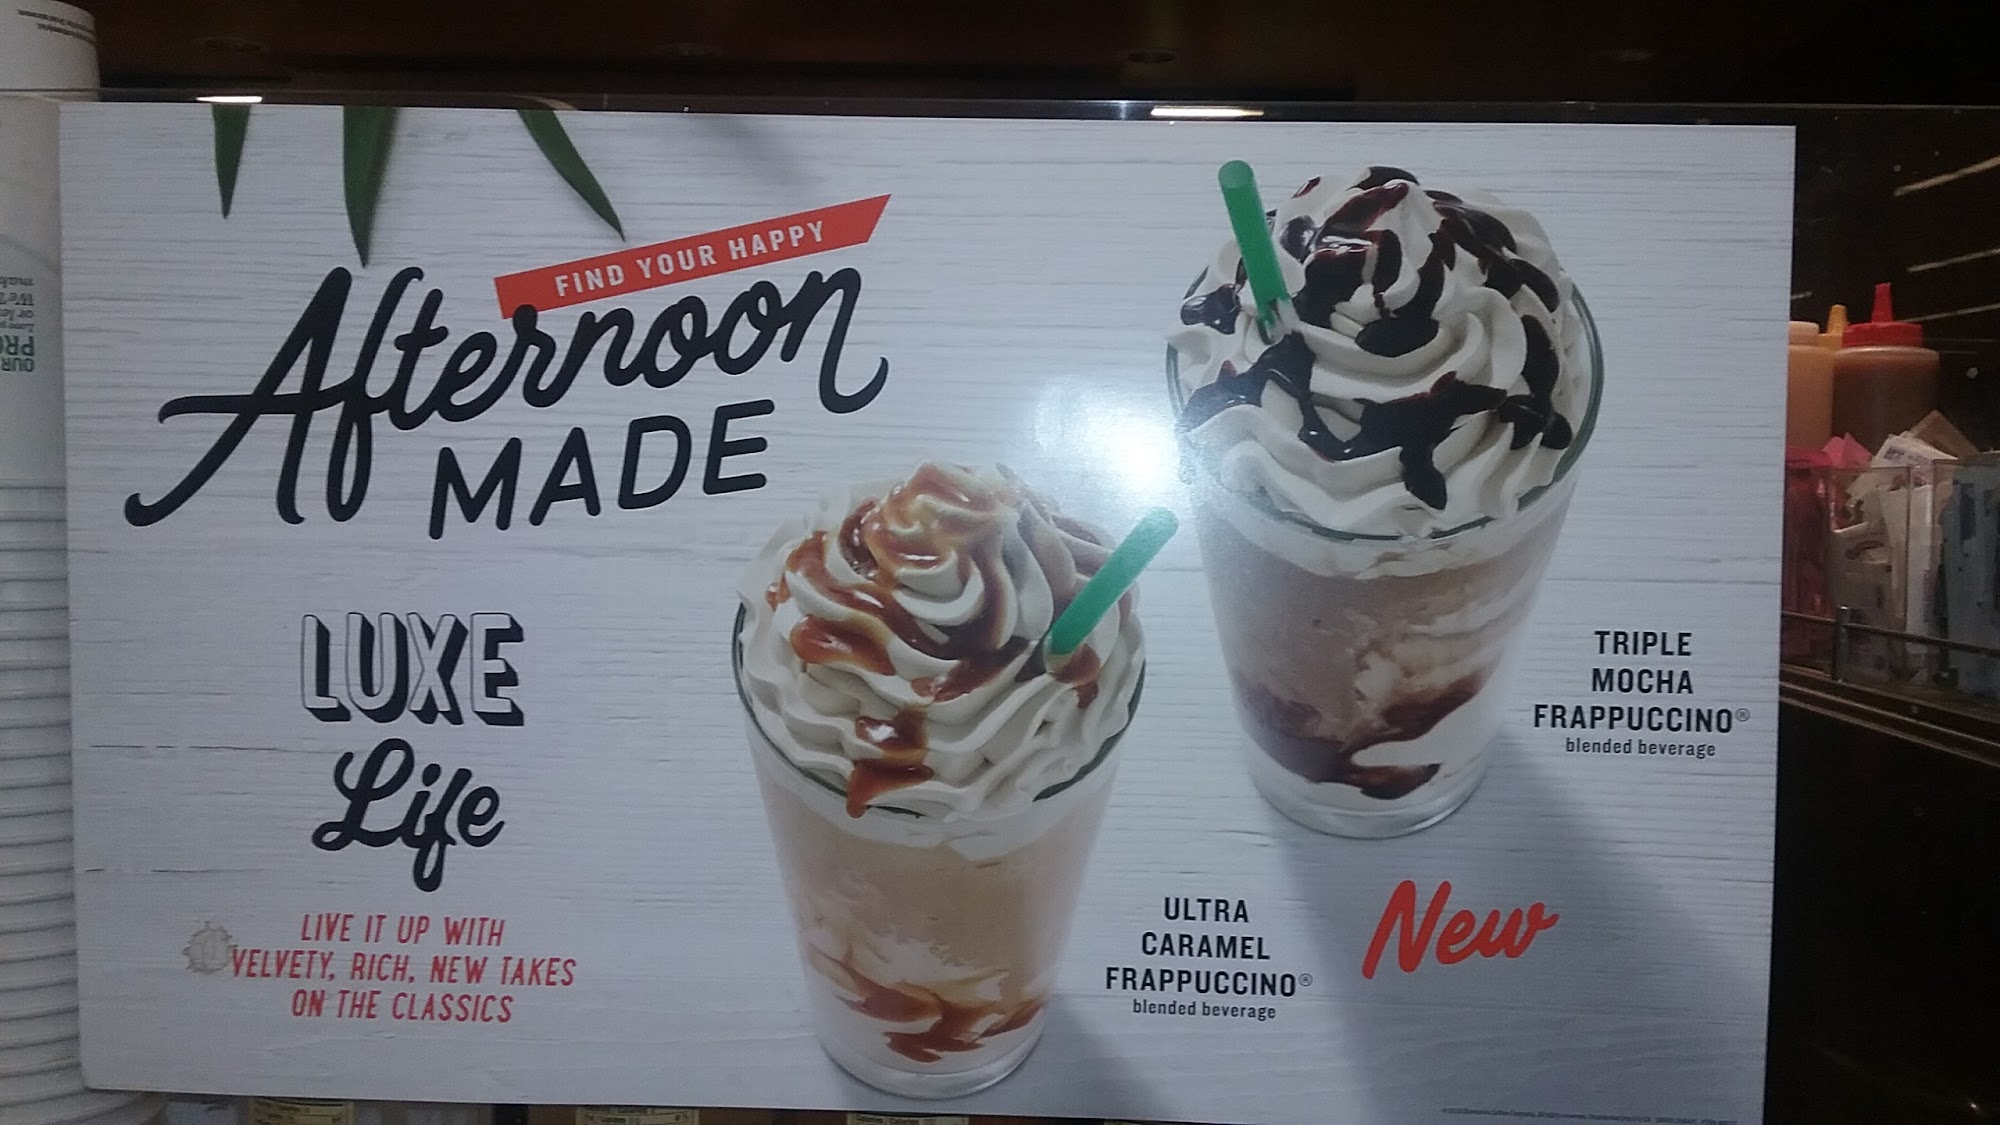 FIND YOUR HAPPY
Afternoon
MADE
LUXE
Life
LIVE IT UP WITH
VELVETY, RICH, NEW TAKES
ON THE CLASSICS
ULTRA
CARAMEL
FRAPPUCCINO®
blended beverage
New
TRIPLE
MOCHA
FRAPPUCCINO®
blended beverage